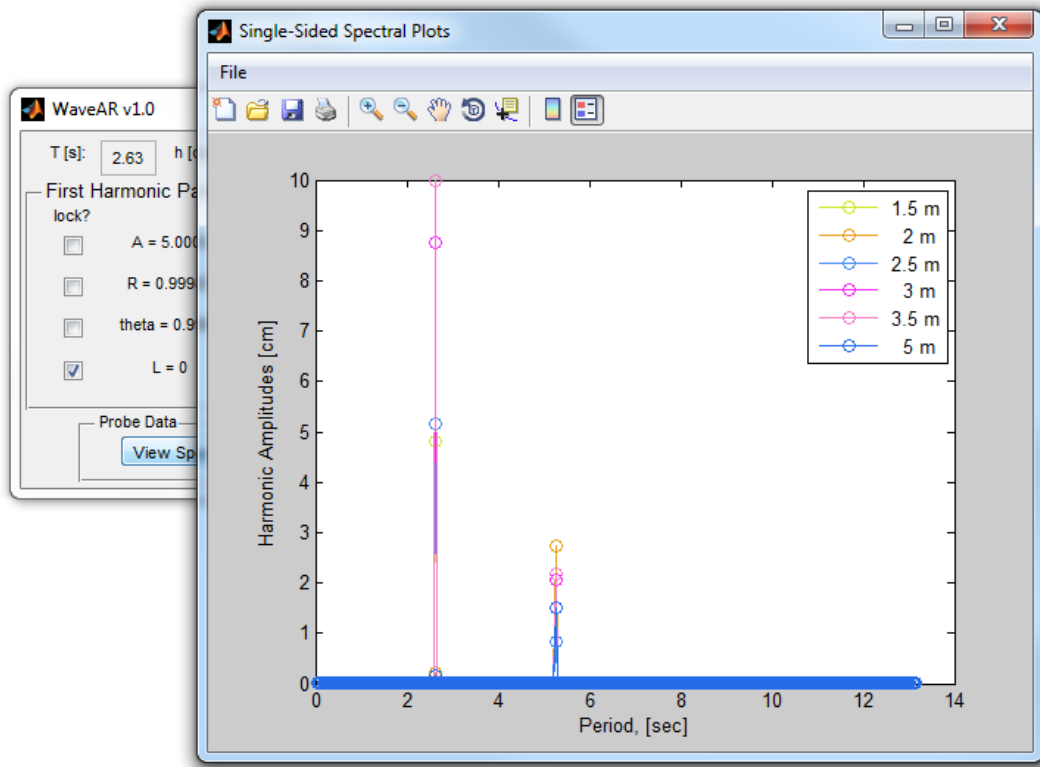 Single-Sided Spectral Plots
File
WaveAR v1.0
T [s]: 2.63 h [
First Harmonic Pa
lock?
A = 5.000
R = 0.999
theta = 0.9
L = 0
Probe Data
View Sp
10
9
8
7
6
5
4
3
2
1
0
Harmonic Amplitudes [cm]
0 2 4 6 8 10 12 14
Period, [sec]
1.5 m
2 m
2.5 m
3 m
3.5 m
5 m